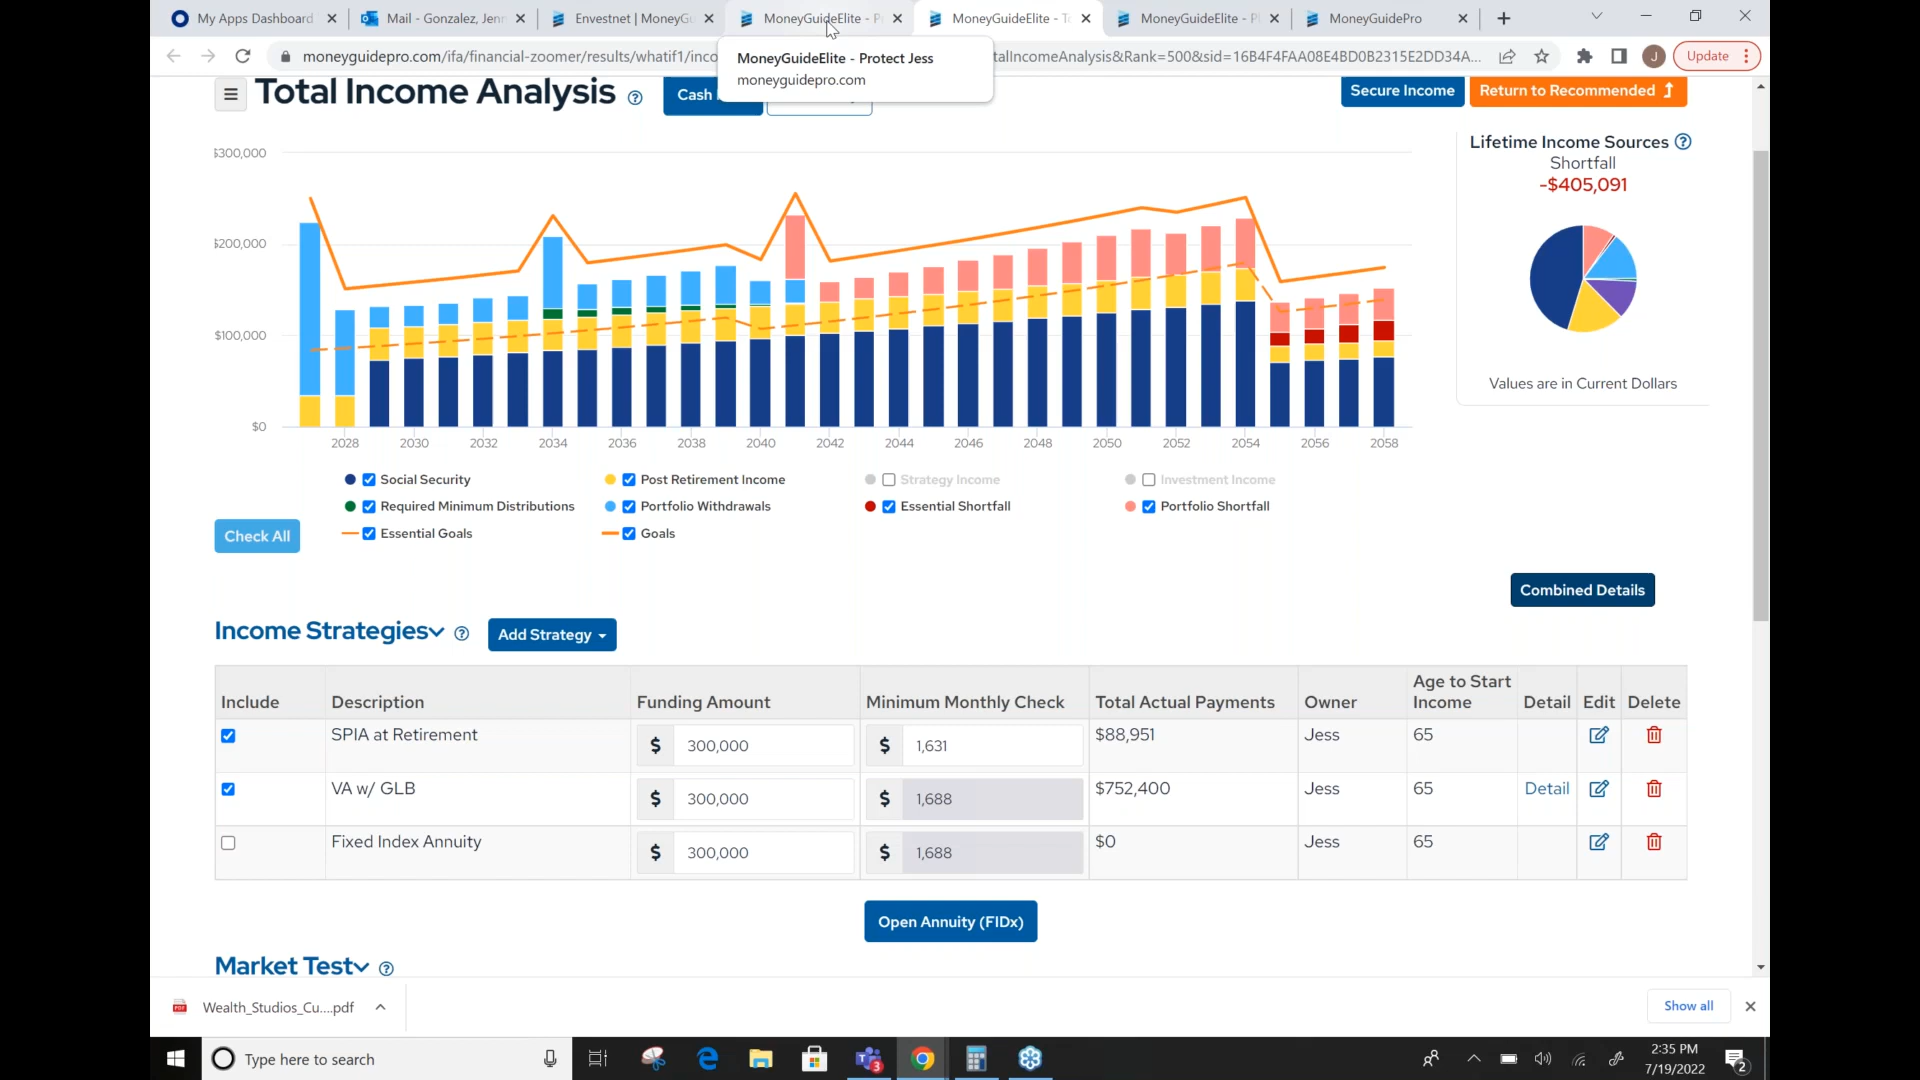 My Apps Dashboard
Mail - Gonzalez, Jenn
Envestnet | MoneyGu
MoneyGuideElite - P
MoneyGuideElite - To
MoneyGuideElite - Pl
MoneyGuidePro
moneyguidepro.com/ifa/financial-zoomer/results/whatif1/inco
talIncomeAnalysis&Rank=500&sid=16B4F4FAA08E4BD0B2315E2DD34A...
J
Update
MoneyGuideElite - Protect Jess
moneyguidepro.com
Total Income Analysis
Cash
Secure Income
Return to Recommended
$300,000
$200,000
$100,000
$0
2028 2030 2032 2034 2036 2038 2040 2042 2044 2046 2048 2050 2052 2054 2056 2058
Lifetime Income Sources
Shortfall
-$405,091
Values are in Current Dollars
Social Security
Post Retirement Income
Strategy Income
Investment Income
Required Minimum Distributions
Portfolio Withdrawals
Essential Shortfall
Portfolio Shortfall
Essential Goals
Goals
Check All
Combined Details
Income Strategies
Add Strategy
Include Description Funding Amount Minimum Monthly Check Total Actual Payments Owner Age to Start Income Detail Edit Delete
SPIA at Retirement $ 300,000 $ 1,631 $88,951 Jess 65
VA w/ GLB $ 300,000 $ 1,688 $752,400 Jess 65 Detail
Fixed Index Annuity $ 300,000 $ 1,688 $0 Jess 65
Open Annuity (FIDx)
Market Test
Wealth_Studios_Cu....pdf
Show all
Type here to search
3
2:35 PM
7/19/2022
2